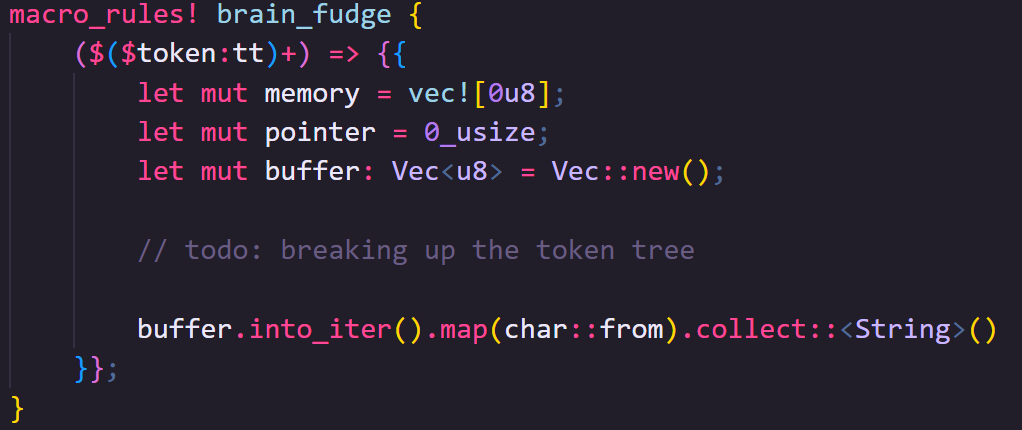 macro_rules! brain_fudge {
    ($($token:tt)+) => {{
        let mut memory = vec![0u8];
        let mut pointer = 0_usize;
        let mut buffer: Vec<u8> = Vec::new();

        // todo: breaking up the token tree

        buffer.into_iter().map(char::from).collect::<String>()
    }};
}